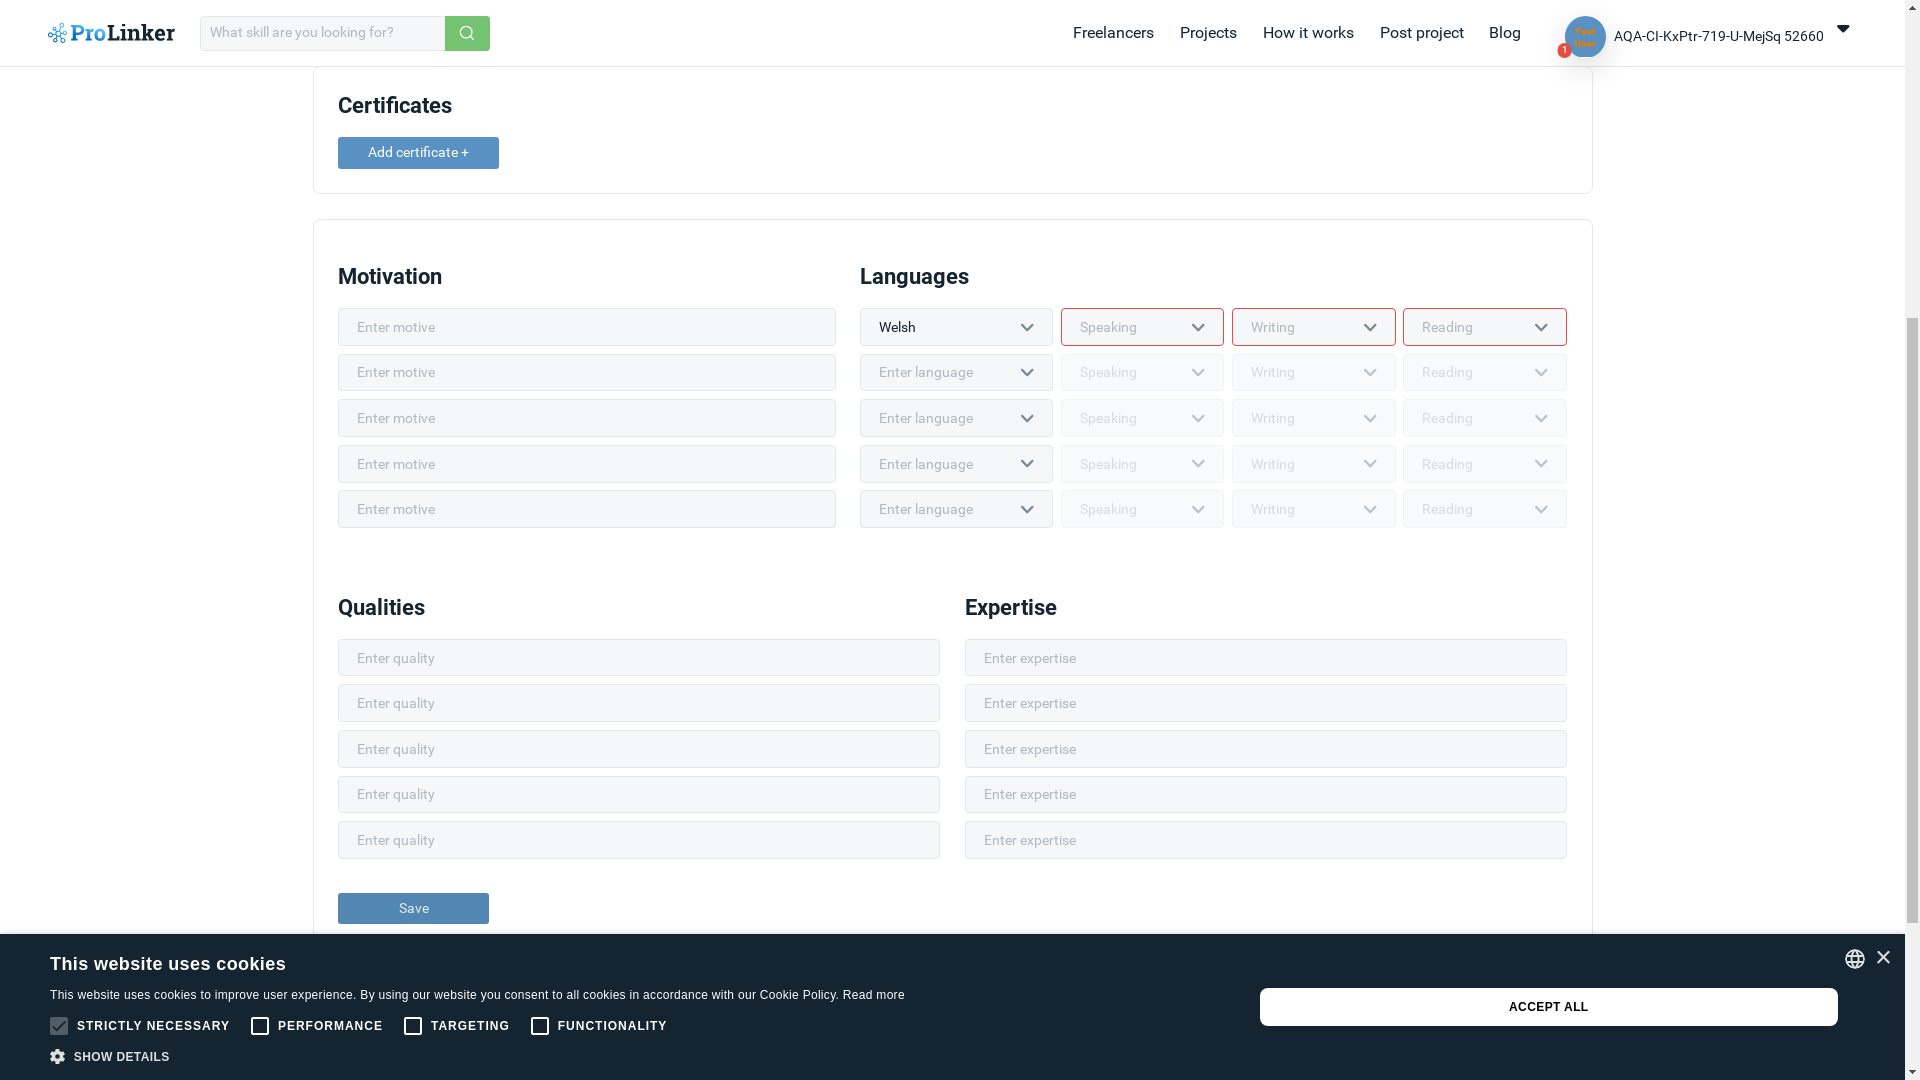 ProLinker
What skill are you looking for?
Freelancers
Projects
How it works
Post project
Blog
Test
User
1
AQA-CI-KxPtr-719-U-MejSq 52660
Certificates
Add certificate +
Motivation
Languages
Enter motive
Welsh
Speaking
Writing
Reading
Enter motive
Enter language
Speaking
Writing
Reading
Enter motive
Enter language
Speaking
Writing
Reading
Enter motive
Enter language
Speaking
Writing
Reading
Enter motive
Enter language
Speaking
Writing
Reading
Qualities
Expertise
Enter quality
Enter expertise
Enter quality
Enter expertise
Enter quality
Enter expertise
Enter quality
Enter expertise
Enter quality
Enter expertise
Save
This website uses cookies
This website uses cookies to improve user experience. By using our website you consent to all cookies in accordance with our Cookie Policy. Read more
STRICTLY NECESSARY
PERFORMANCE
TARGETING
FUNCTIONALITY
SHOW DETAILS
ACCEPT ALL
×